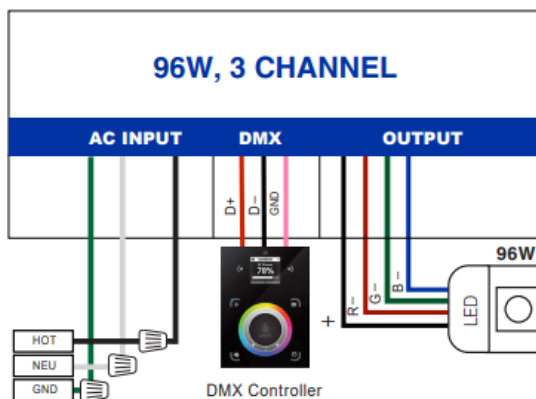 96W, 3 CHANNEL
AC INPUT DMX OUTPUT
D+
D–
GND
+
R–
G–
B–
96W
LED
78%
HOT
NEU
GND
DMX Controller